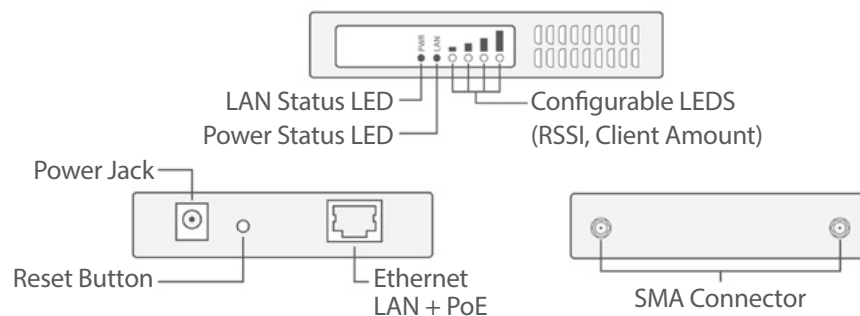 PWR
LAN
LAN Status LED
Power Status LED
Configurable LEDS
(RSSI, Client Amount)
Power Jack
Reset Button
Ethernet
LAN + PoE
SMA Connector